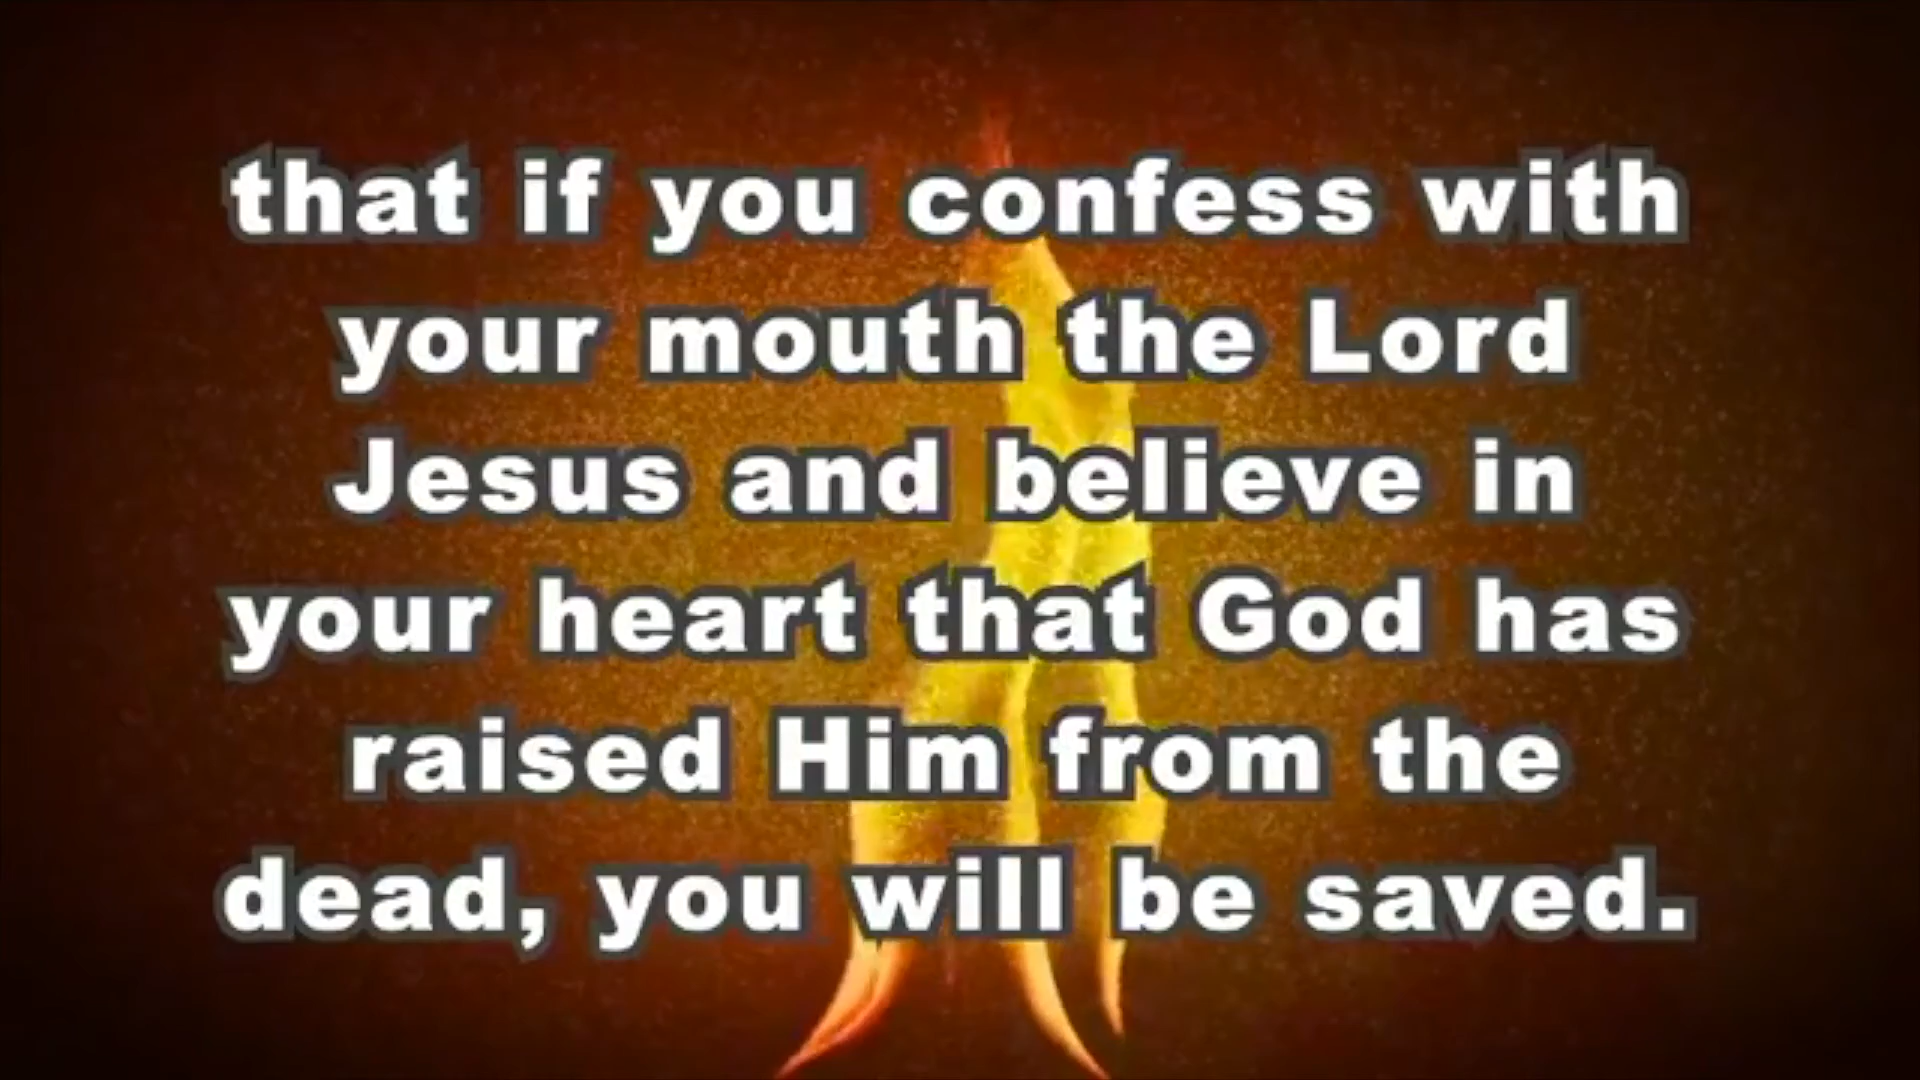 that if you confess with
your mouth the Lord
Jesus and believe in
your heart that God has
raised Him from the
dead, you will be saved.